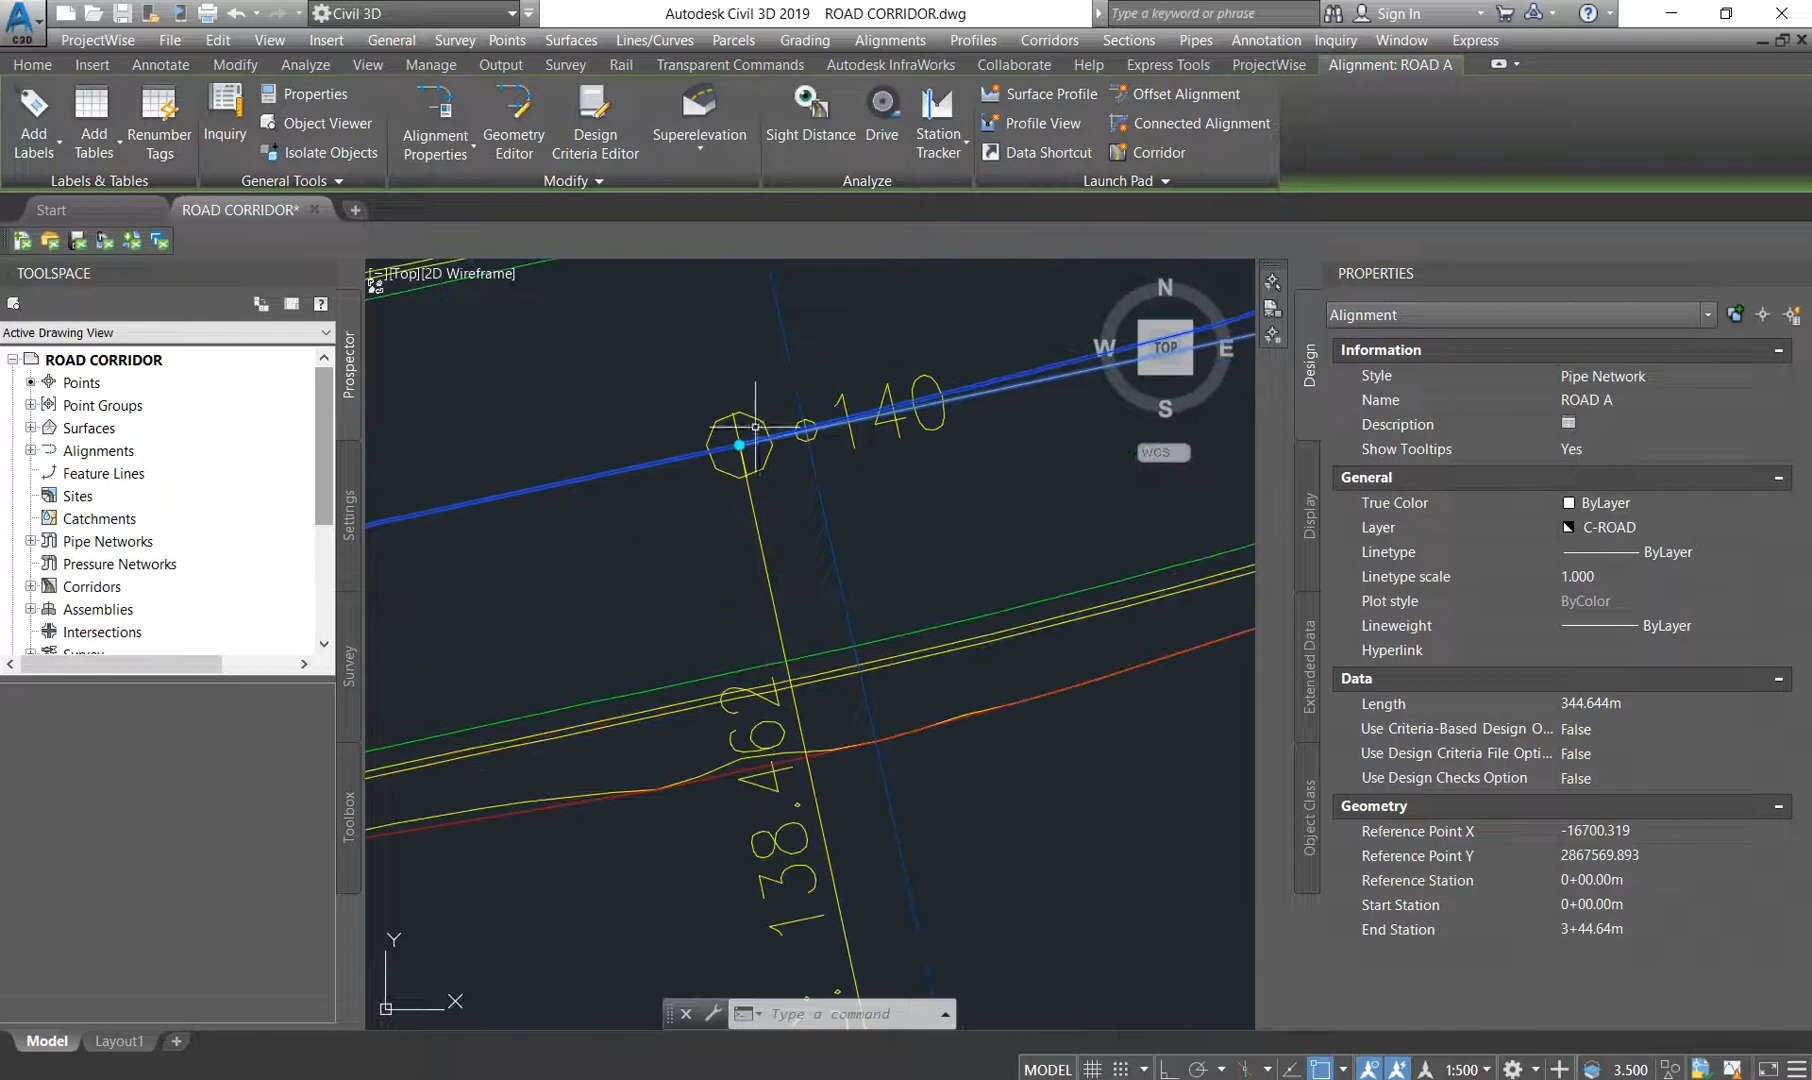 Civil 3D
Autodesk Civil 3D 2019 ROAD CORRIDOR.dwg
Type a keyword or phrase
Sign In
C3D
ProjectWise File Edit View Insert General Survey Points Surfaces Lines/Curves Parcels Grading Alignments Profiles Corridors Sections Pipes Annotation Inquiry Window Express
Home Insert Annotate Modify Analyze View Manage Output Survey Rail Transparent Commands Autodesk InfraWorks Collaborate Help Express Tools ProjectWise Alignment: ROAD A
Add Labels
Add Tables
Renumber Tags
Labels & Tables
Inquiry
Properties
Object Viewer
Isolate Objects
General Tools
Alignment Properties
Geometry Editor
Design Criteria Editor
Superelevation
Modify
Sight Distance
Drive
Station Tracker
Analyze
Surface Profile
Profile View
Data Shortcut
Offset Alignment
Connected Alignment
Corridor
Launch Pad
Start
ROAD CORRIDOR*
TOOLSPACE
Active Drawing View
ROAD CORRIDOR
Points
Point Groups
Surfaces
Alignments
Feature Lines
Sites
Catchments
Pipe Networks
Pressure Networks
Corridors
Assemblies
Intersections
Survey
Prospector
Settings
Survey
Toolbox
[−][Top][2D Wireframe]
N
W
TOP
E
S
WCS
140
138.462
Y
X
Type a command
PROPERTIES
Alignment
Design
Display
Extended Data
Object Class
Information
Style Pipe Network
Name ROAD A
Description
Show Tooltips Yes
General
True Color ByLayer
Layer C-ROAD
Linetype ByLayer
Linetype scale 1.000
Plot style ByColor
Lineweight ByLayer
Hyperlink
Data
Length 344.644m
Use Criteria-Based Design O... False
Use Design Criteria File Opti... False
Use Design Checks Option False
Geometry
Reference Point X -16700.319
Reference Point Y 2867569.893
Reference Station 0+00.00m
Start Station 0+00.00m
End Station 3+44.64m
Model Layout1
MODEL
1:500
3.500